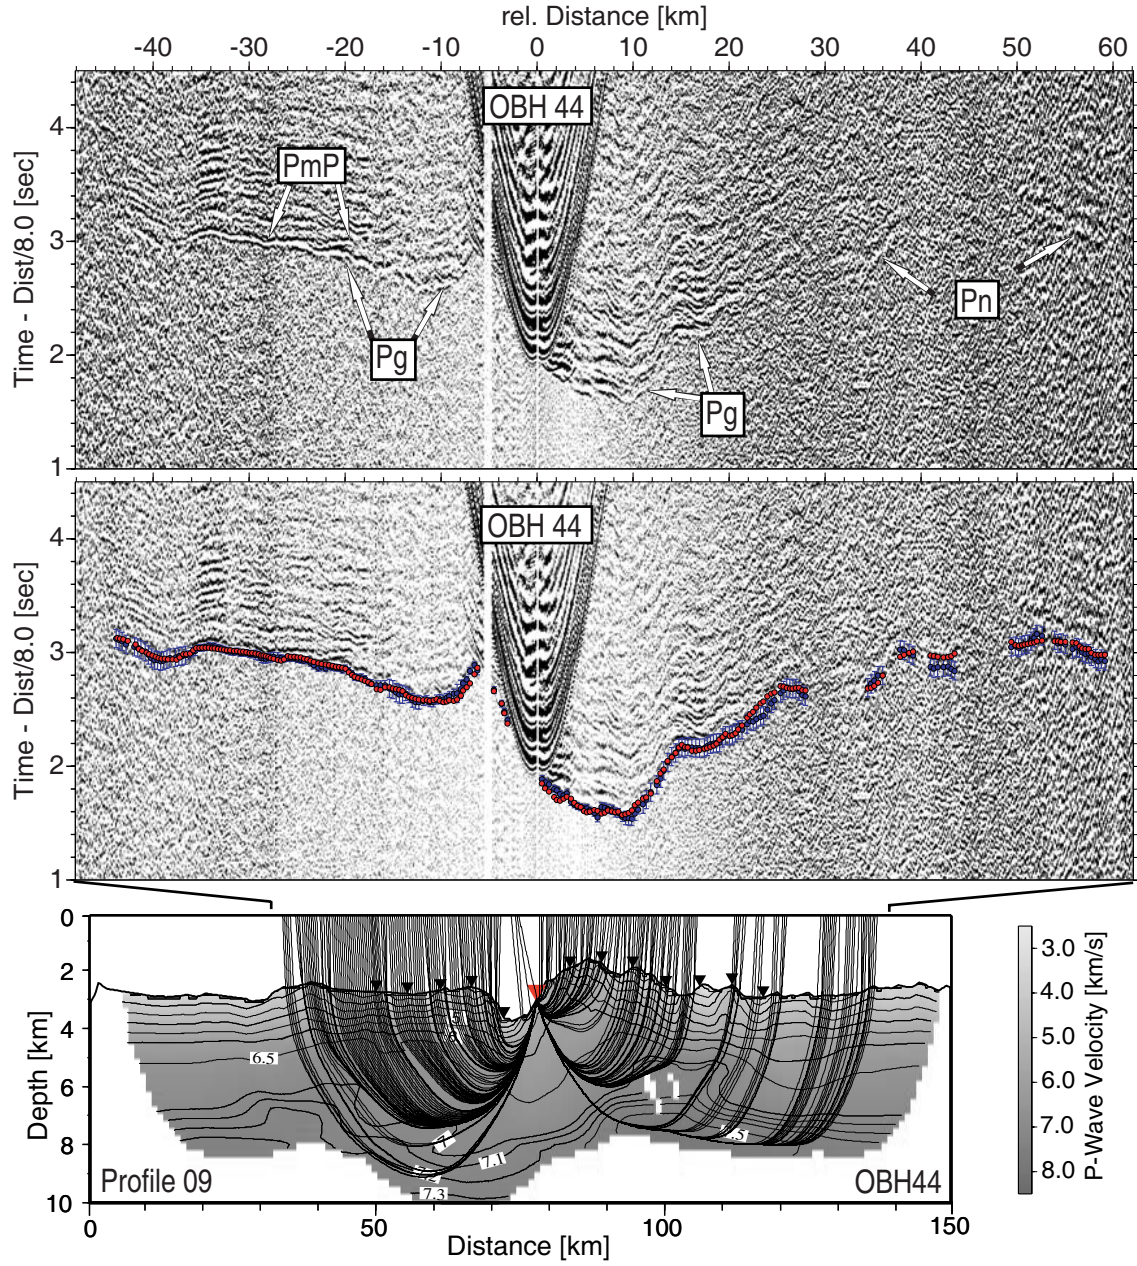 rel. Distance [km]
-40 -30 -20 -10 0 10 20 30 40 50 60
OBH 44
PmP
Pn
Pg
Pg
4
3
2
1
Time - Dist/8.0 [sec]
OBH 44
4
3
2
1
Time - Dist/8.0 [sec]
0
2
4
6
8
10
Depth [km]
6.5
7
7.1
7.3
Profile 09
OBH44
0 50 100 150
Distance [km]
3.0
4.0
5.0
6.0
7.0
8.0
P-Wave Velocity [km/s]